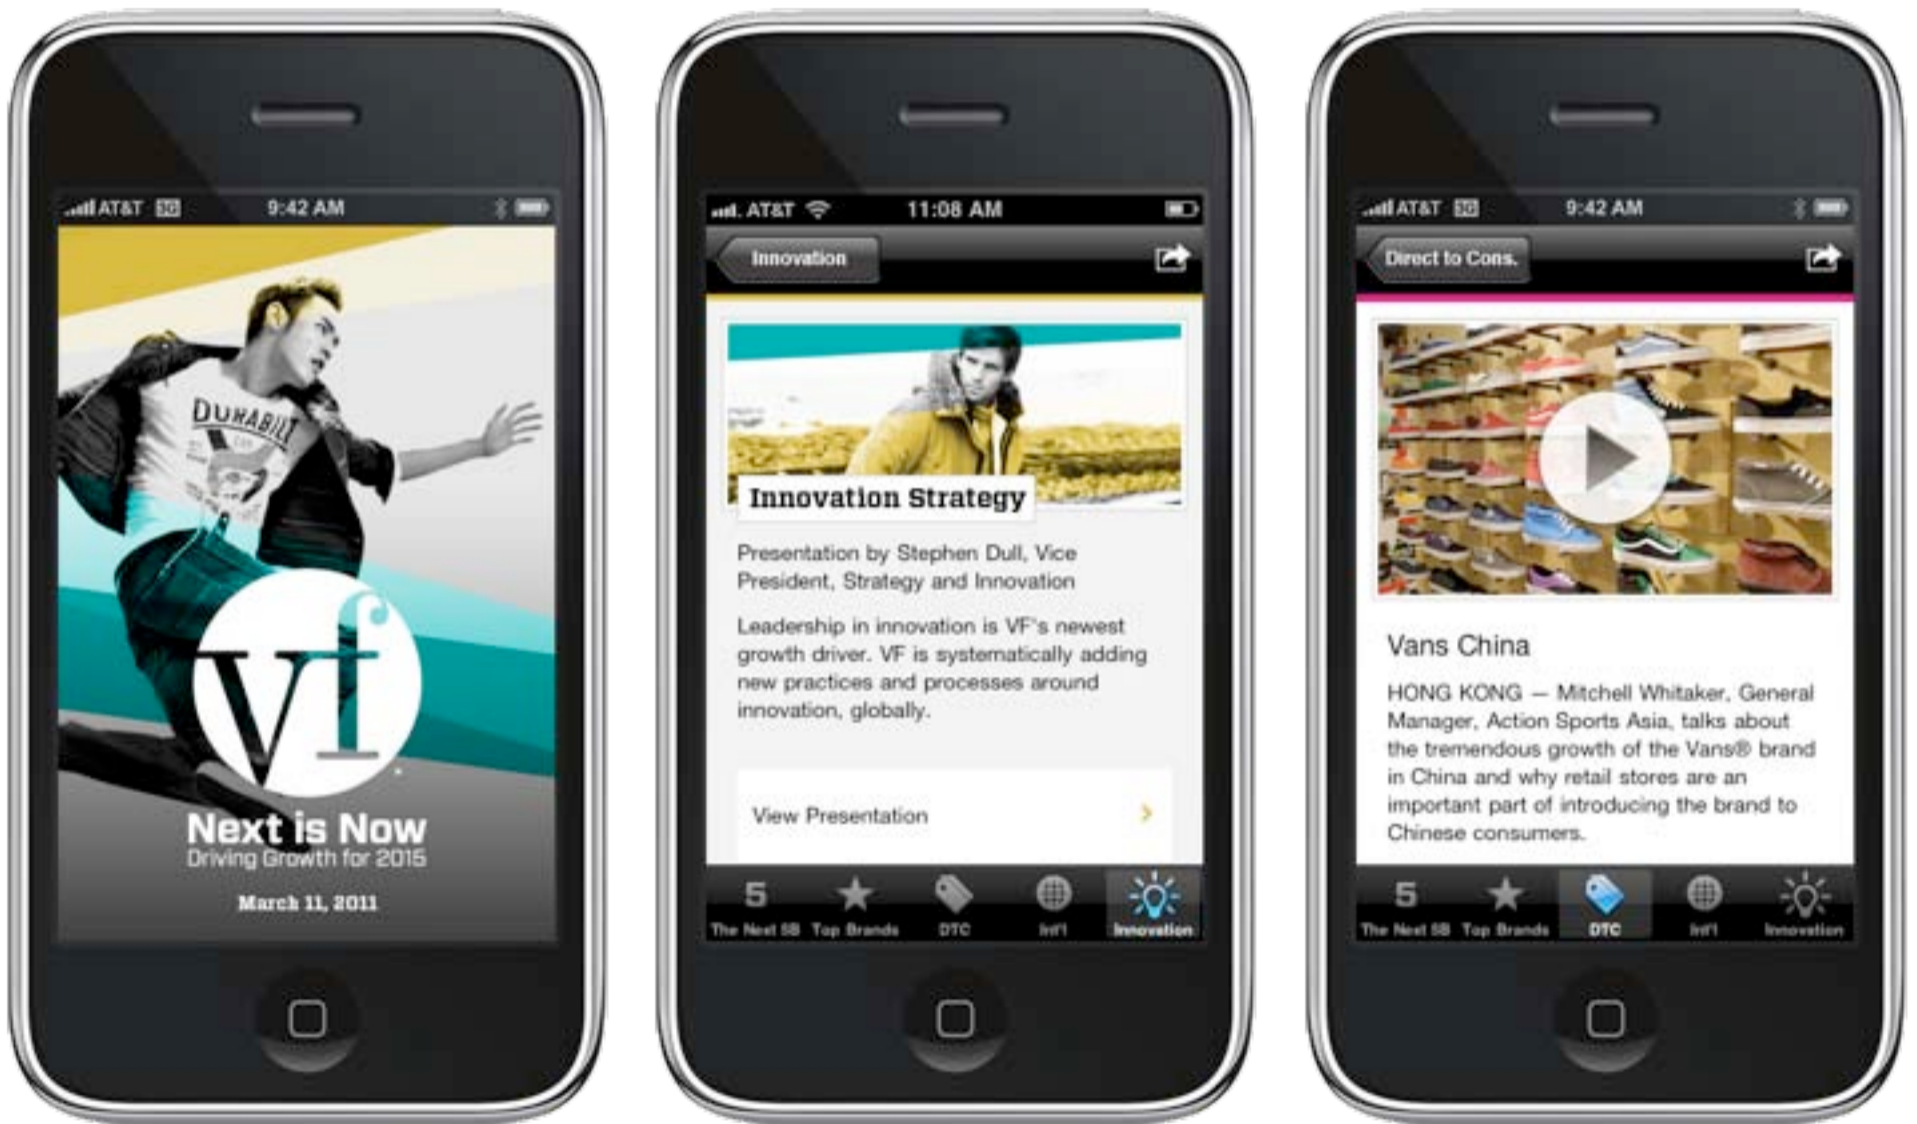 AT&T 3G 9:42 AM
DURABILT
vf
Next is Now
Driving Growth for 2015
March 11, 2011
AT&T 11:08 AM
Innovation
Innovation Strategy
Presentation by Stephen Dull, Vice
President, Strategy and Innovation
Leadership in innovation is VF's newest
growth driver. VF is systematically adding
new practices and processes around
innovation, globally.
View Presentation
5
The Next 5B Top Brands DTC Int'l Innovation
AT&T 3G 9:42 AM
Direct to Cons.
Vans China
HONG KONG — Mitchell Whitaker, General
Manager, Action Sports Asia, talks about
the tremendous growth of the Vans® brand
in China and why retail stores are an
important part of introducing the brand to
Chinese consumers.
5
The Next 5B Top Brands DTC Int'l Innovation